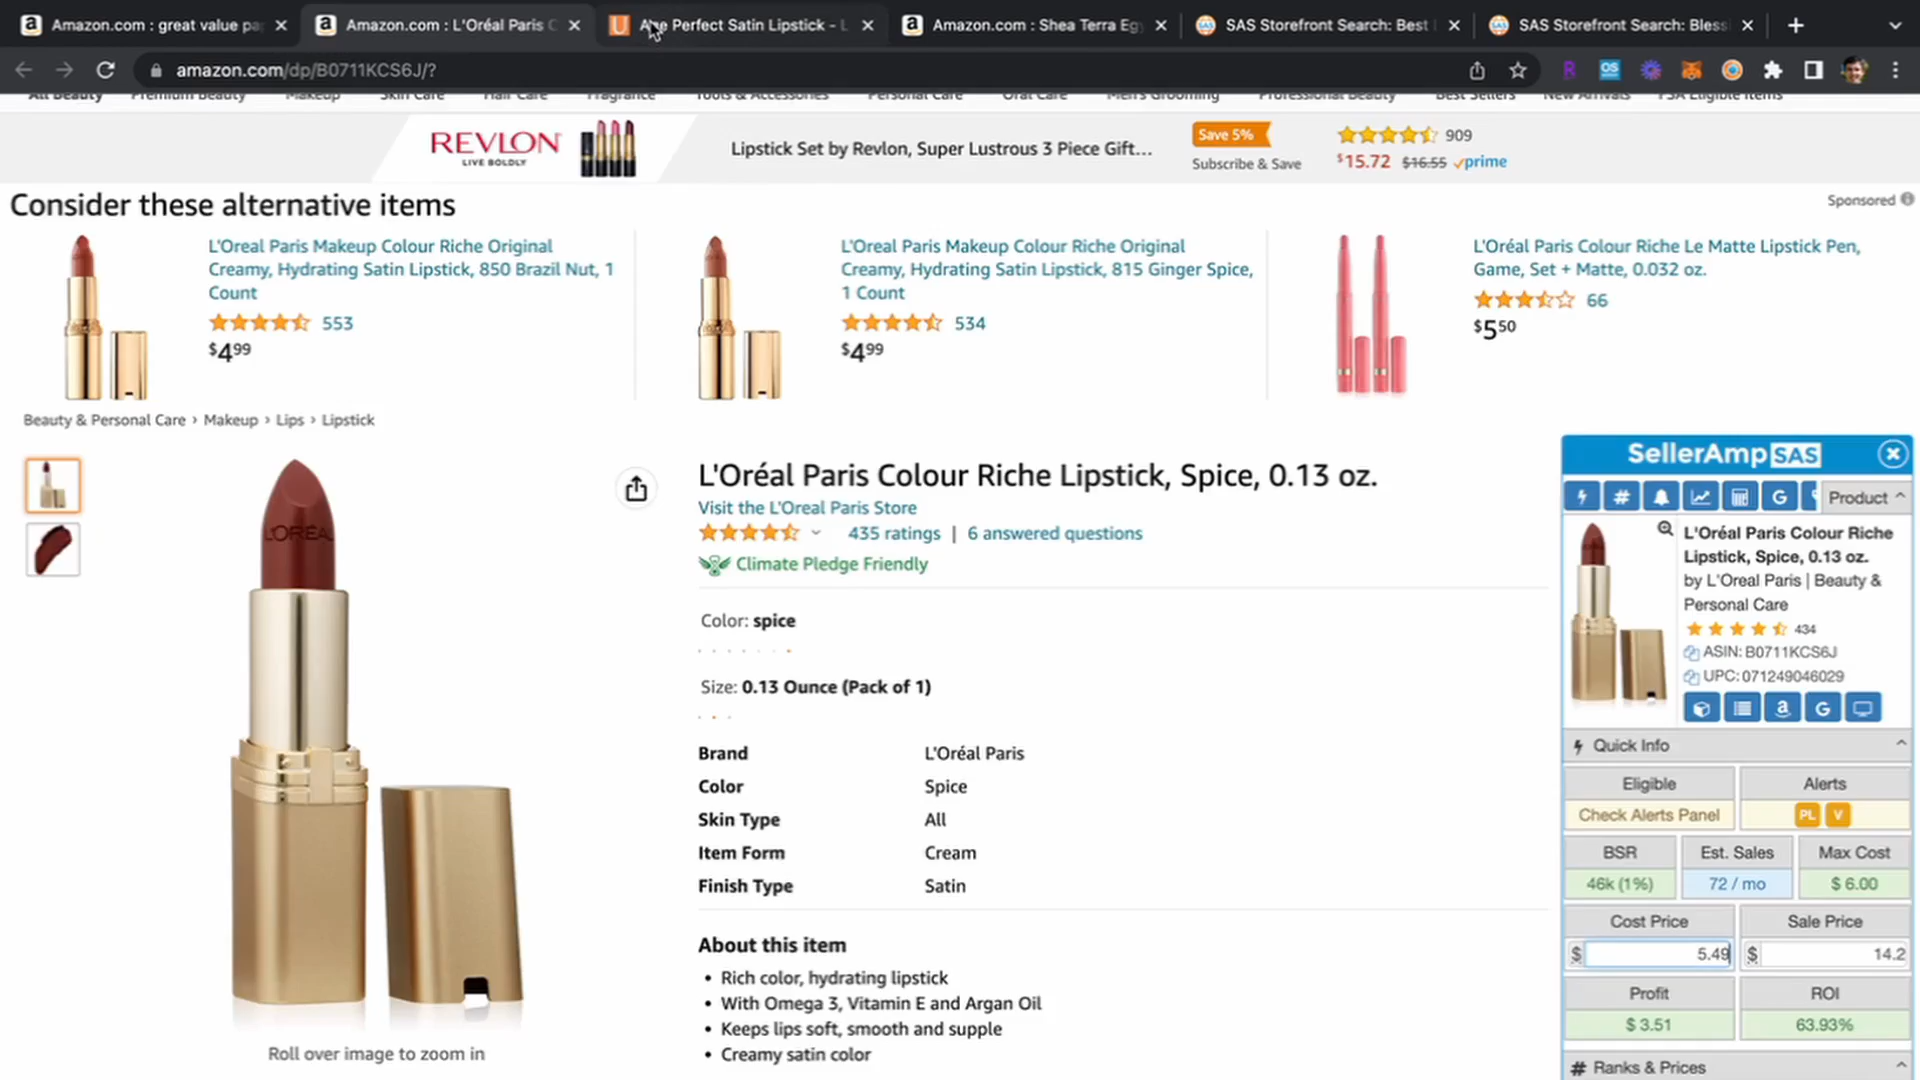 Amazon.com : great value pa
Amazon.com : L'Oréal Paris C
Age Perfect Satin Lipstick - L
Amazon.com : Shea Terra Eg
SAS Storefront Search: Best
SAS Storefront Search: Bless
amazon.com/dp/B0711KCS6J/?
All Beauty Premium Beauty Makeup Skin Care Hair Care Fragrance Tools & Accessories Personal Care Oral Care Men's Grooming Professional Beauty Best Sellers New Arrivals FSA Eligible Items
REVLON
LIVE BOLDLY
Lipstick Set by Revlon, Super Lustrous 3 Piece Gift...
Save 5%
Subscribe & Save
909
$15.72 $16.55 prime
Consider these alternative items
Sponsored
L'Oreal Paris Makeup Colour Riche Original
Creamy, Hydrating Satin Lipstick, 850 Brazil Nut, 1
Count
553
$4.99
L'Oreal Paris Makeup Colour Riche Original
Creamy, Hydrating Satin Lipstick, 815 Ginger Spice,
1 Count
534
$4.99
L'Oréal Paris Colour Riche Le Matte Lipstick Pen,
Game, Set + Matte, 0.032 oz.
66
$5.50
Beauty & Personal Care › Makeup › Lips › Lipstick
L'ORÉAL
Roll over image to zoom in
L'Oréal Paris Colour Riche Lipstick, Spice, 0.13 oz.
Visit the L'Oreal Paris Store
435 ratings | 6 answered questions
Climate Pledge Friendly
Color: spice
Size: 0.13 Ounce (Pack of 1)
Brand L'Oréal Paris
Color Spice
Skin Type All
Item Form Cream
Finish Type Satin
About this item
• Rich color, hydrating lipstick
• With Omega 3, Vitamin E and Argan Oil
• Keeps lips soft, smooth and supple
• Creamy satin color
SellerAmp SAS
Product
L'Oréal Paris Colour Riche
Lipstick, Spice, 0.13 oz.
by L'Oreal Paris | Beauty &
Personal Care
434
ASIN: B0711KCS6J
UPC: 071249046029
Quick Info
Eligible Alerts
Check Alerts Panel PL V
BSR Est. Sales Max Cost
46k (1%) 72 / mo $ 6.00
Cost Price Sale Price
$ 5.49 $ 14.2
Profit ROI
$ 3.51 63.93%
# Ranks & Prices